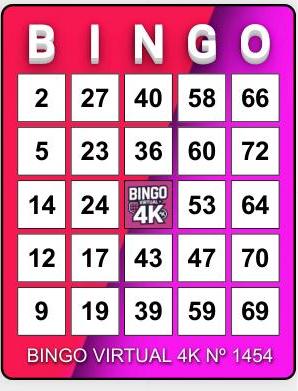 B I N G O
2 27 40 58 66
5 23 36 60 72
14 24 BINGO VIRTUAL 4K 53 64
12 17 43 47 70
9 19 39 59 69
BINGO VIRTUAL 4K Nº 1454